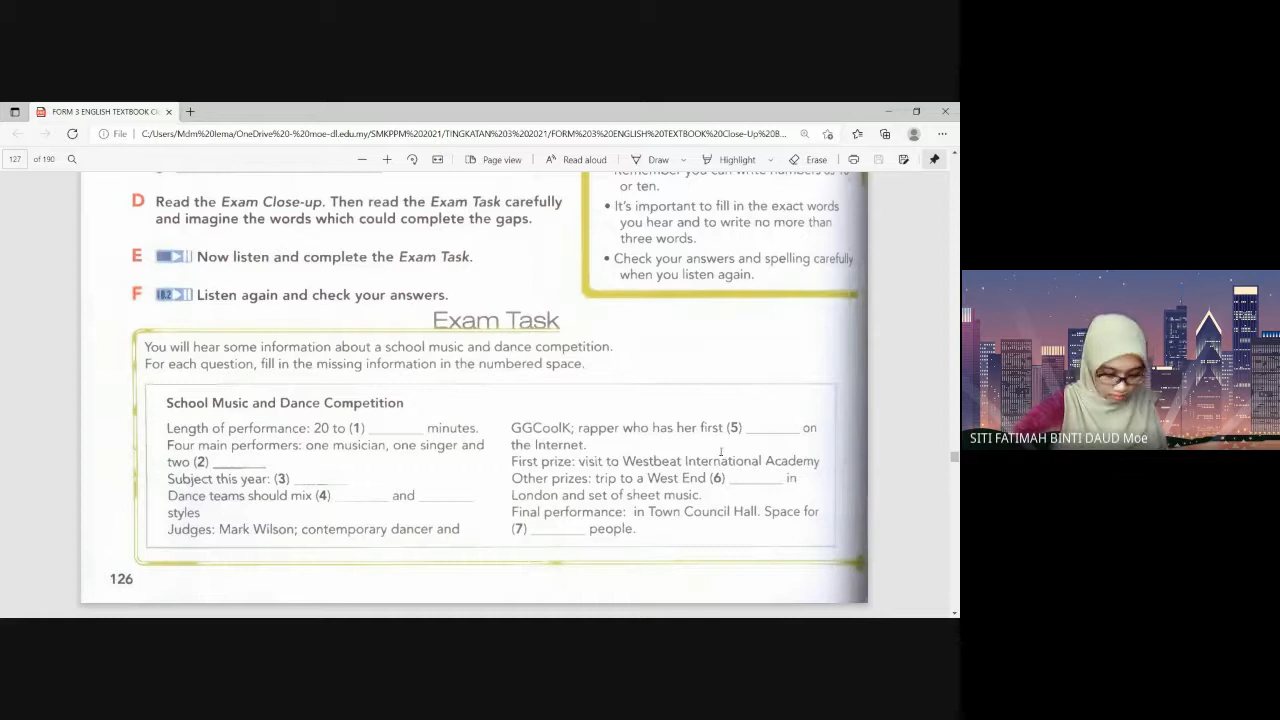 FORM 3 ENGLISH TEXTBOOK Cl
File
C:/Users/Mdm%20Iema/OneDrive%20-%20moe-dl.edu.my/SMKPPM%202021/TINGKATAN%203%202021/FORM%203%20ENGLISH%20TEXTBOOK%20Close-Up%20B...
127 of 190
Page view
Read aloud
Draw
Highlight
Erase
D Read the Exam Close-up. Then read the Exam Task carefully
and imagine the words which could complete the gaps.
E Now listen and complete the Exam Task.
F Listen again and check your answers.
Remember you can write numbers as 10
or ten.
• It's important to fill in the exact words
you hear and to write no more than
three words.
• Check your answers and spelling carefully
when you listen again.
Exam Task
You will hear some information about a school music and dance competition.
For each question, fill in the missing information in the numbered space.
School Music and Dance Competition
Length of performance: 20 to (1) ________ minutes.
Four main performers: one musician, one singer and
two (2) ________
Subject this year: (3) ________
Dance teams should mix (4) ________ and ________
styles
Judges: Mark Wilson; contemporary dancer and
GGCoolK; rapper who has her first (5) ________ on
the Internet.
First prize: visit to Westbeat International Academy
Other prizes: trip to a West End (6) ________ in
London and set of sheet music.
Final performance: in Town Council Hall. Space for
(7) ________ people.
126
SITI FATIMAH BINTI DAUD Moe